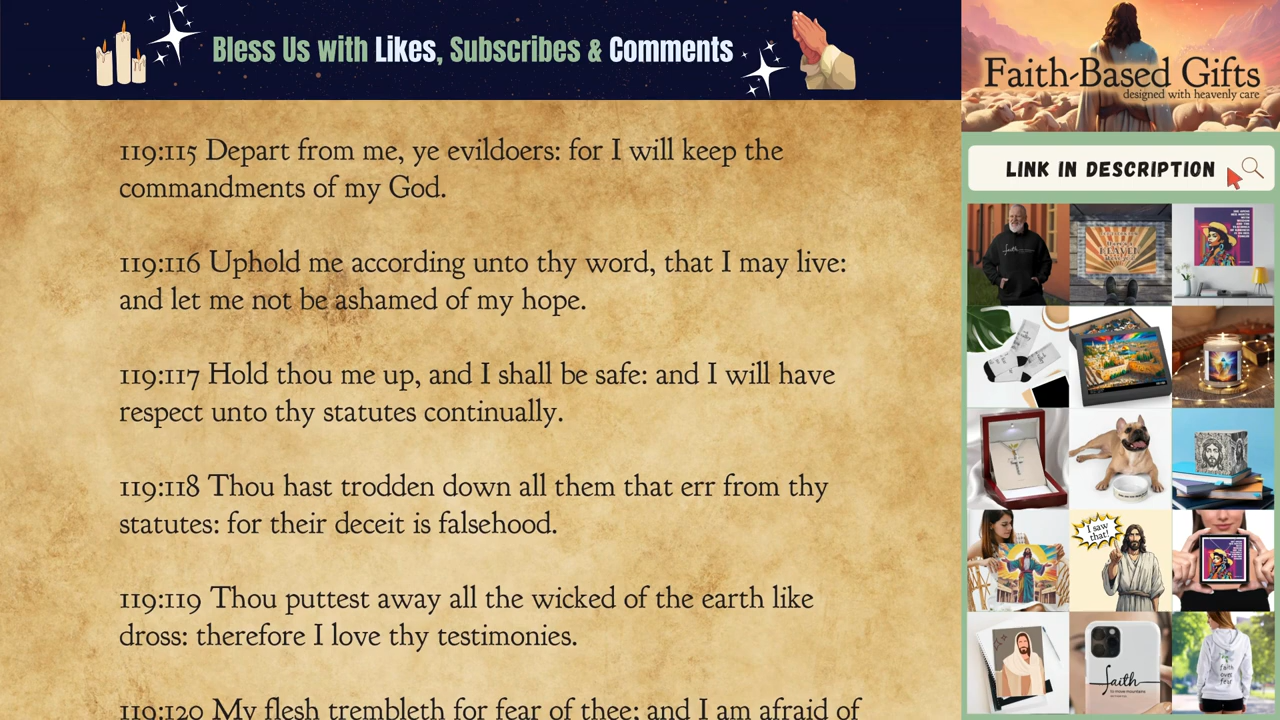 Bless Us with Likes, Subscribes & Comments
119:115 Depart from me, ye evildoers: for I will keep the
commandments of my God.
119:116 Uphold me according unto thy word, that I may live:
and let me not be ashamed of my hope.
119:117 Hold thou me up, and I shall be safe: and I will have
respect unto thy statutes continually.
119:118 Thou hast trodden down all them that err from thy
statutes: for their deceit is falsehood.
119:119 Thou puttest away all the wicked of the earth like
dross: therefore I love thy testimonies.
119:120 My flesh trembleth for fear of thee; and I am afraid of
Faith-Based Gifts
designed with heavenly care
LINK IN DESCRIPTION
faith
I saw
that!
faith
faith
over
fear